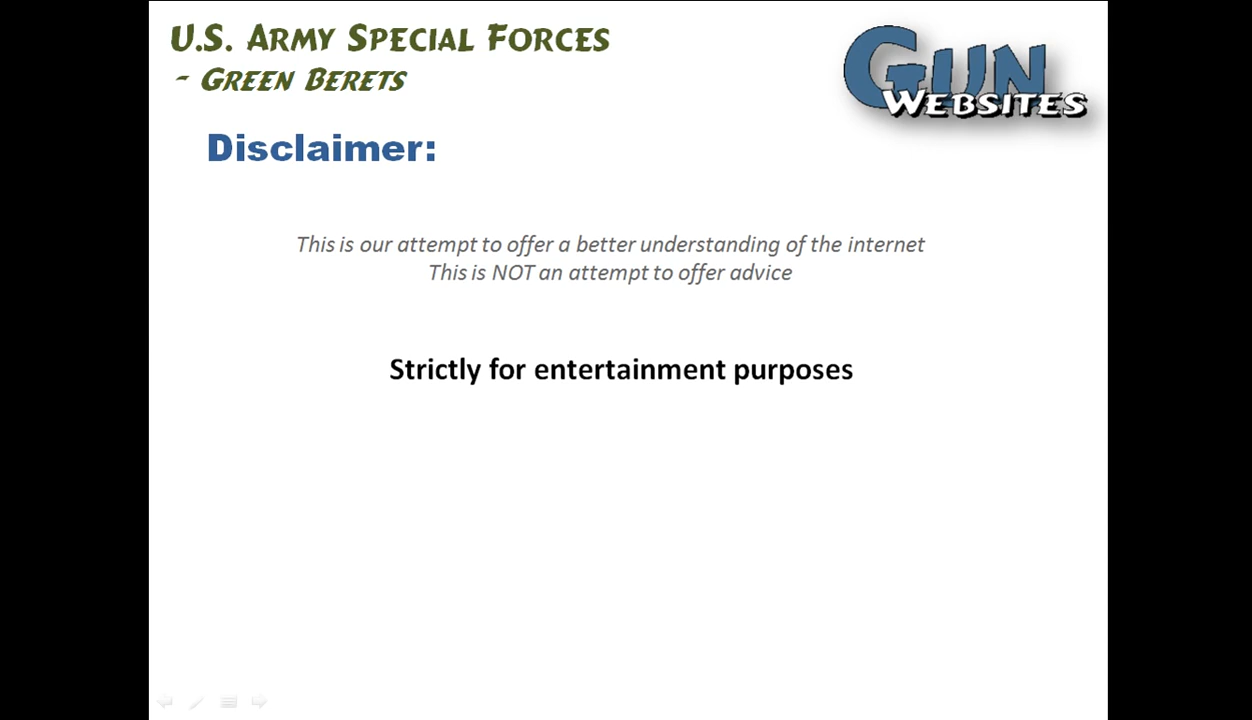 U.S. ARMY SPECIAL FORCES
- GREEN BERETS
GUN
WEBSITES
Disclaimer:
This is our attempt to offer a better understanding of the internet
This is NOT an attempt to offer advice
Strictly for entertainment purposes